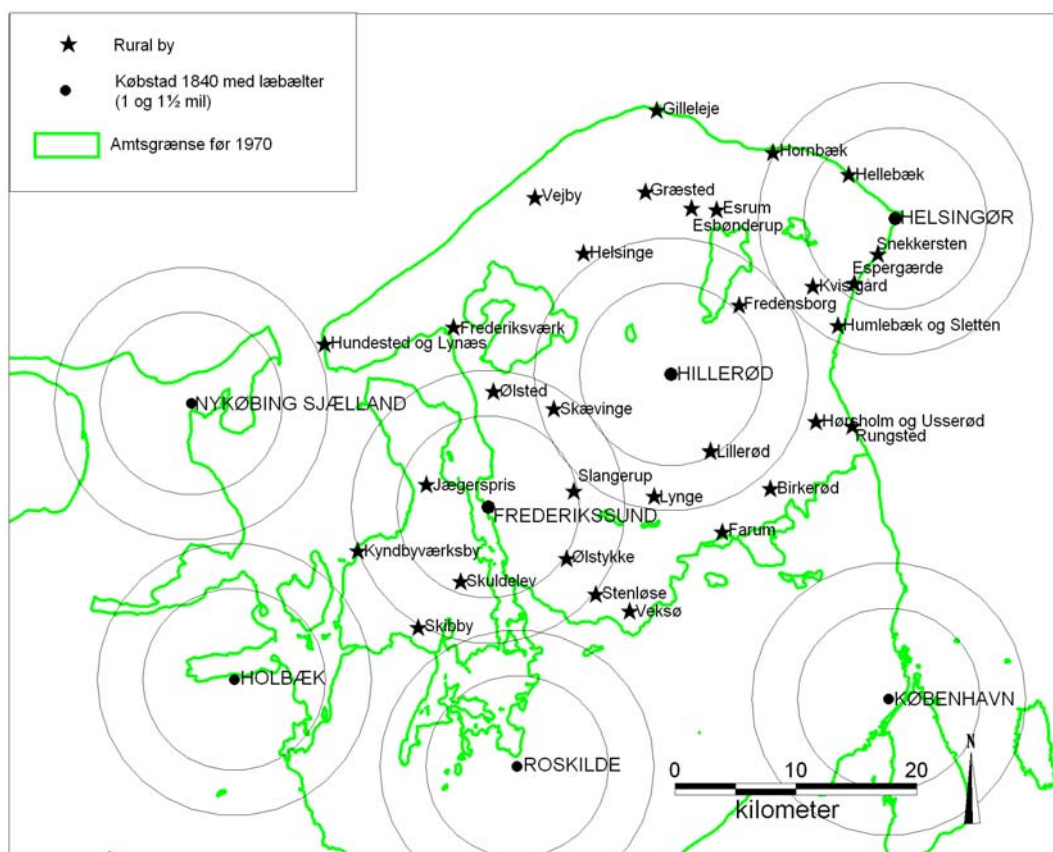 Rural by
Købstad 1840 med læbælter
(1 og 1½ mil)
Amtsgrænse før 1970
Gilleleje
Hornbæk
Hellebæk
Græsted
Vejby
Esrum
Esbønderup
HELSINGØR
Snekkersten
Helsinge
Espergærde
Kvistgård
Fredensborg
Humlebæk og Sletten
Frederiksværk
Hundested og Lynæs
HILLERØD
Ølsted
NYKØBING SJÆLLAND
Skævinge
Hørsholm og Usserød
Rungsted
Lillerød
Slangerup
Jægerspris
Birkerød
Lynge
FREDERIKSSUND
Farum
Kyndbyværksby
Ølstykke
Skuldelev
Stenløse
Veksø
Skibby
HOLBÆK
KØBENHAVN
N
ROSKILDE
0 10 20
kilometer